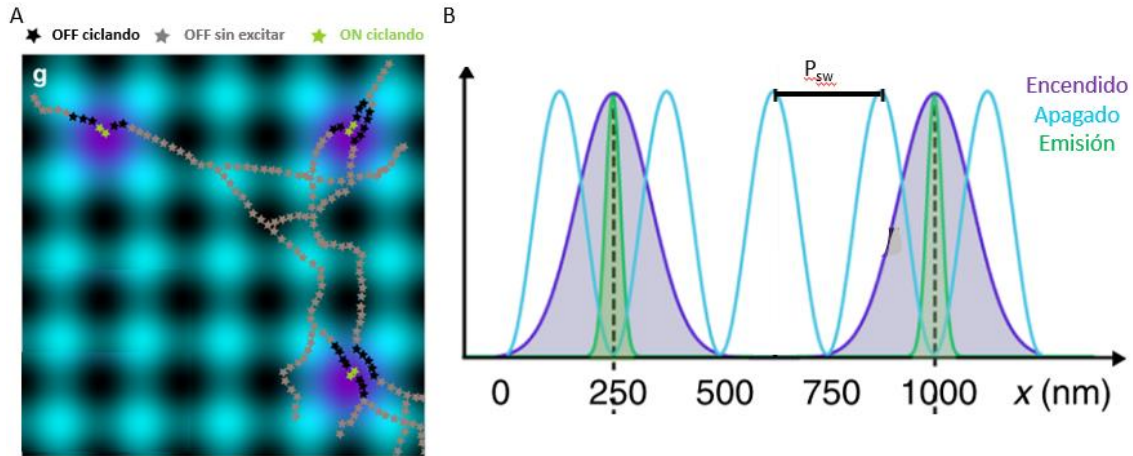 A
OFF ciclando OFF sin excitar ON ciclando
g
B
Psw
Encendido
Apagado
Emisión
0 250 500 750 1000 x (nm)